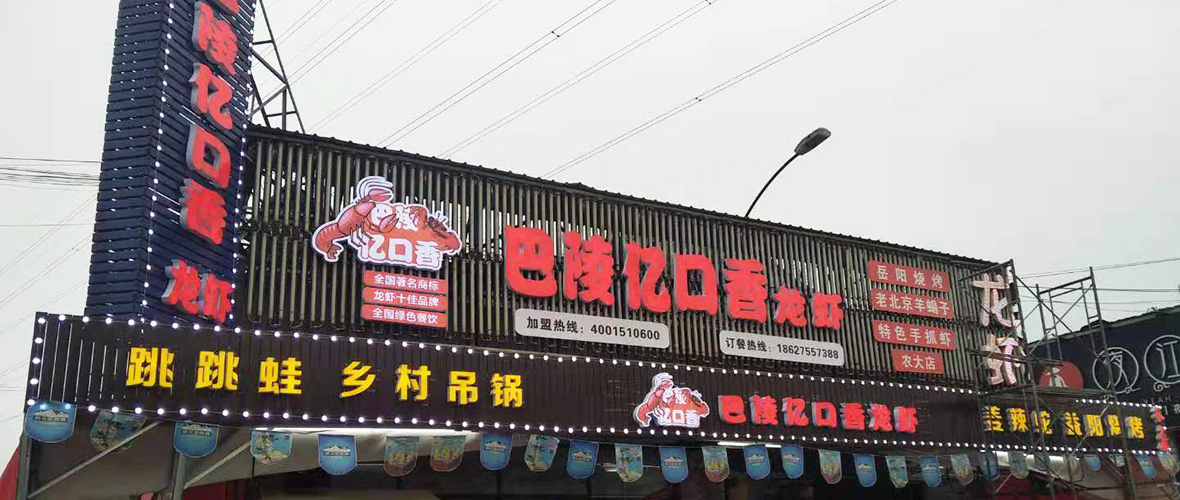 陵亿口香
龙虾
巴陵
亿口香
全国著名商标
龙虾十佳品牌
全国绿色餐饮
巴陵亿口香龙虾
加盟热线：4001510600
订餐热线：18627557388
岳阳烧烤
老北京羊蝎子
特色手抓虾
农大店
龙虾
跳跳蛙 乡村吊锅
巴陵
亿口香
巴陵亿口香龙虾